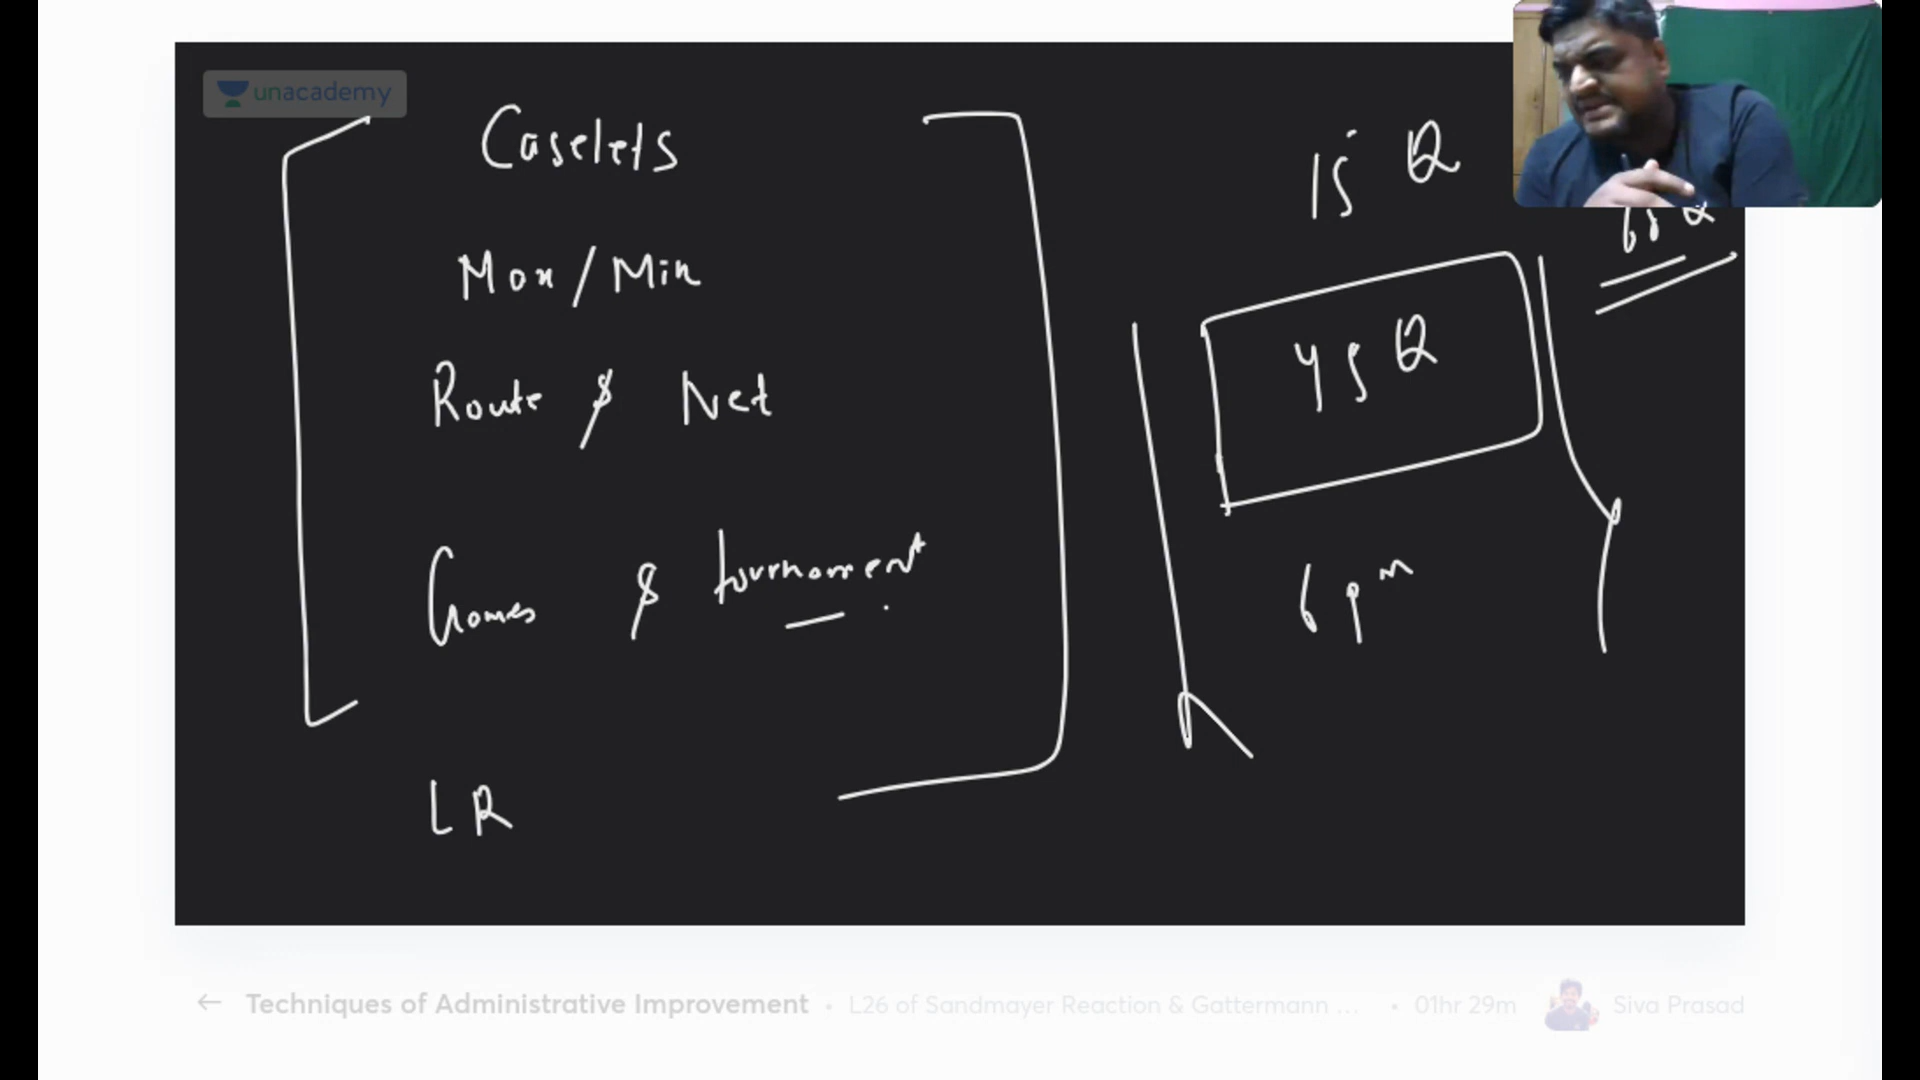 unacademy
Caselets
Max/Min
Route & Net
Games & tournament
LR
15 Q
45 Q
6 pm
Q
← Techniques of Administrative Improvement • L26 of Sandmayer Reaction & Gattermann ... • 01hr 29m Siva Prasad